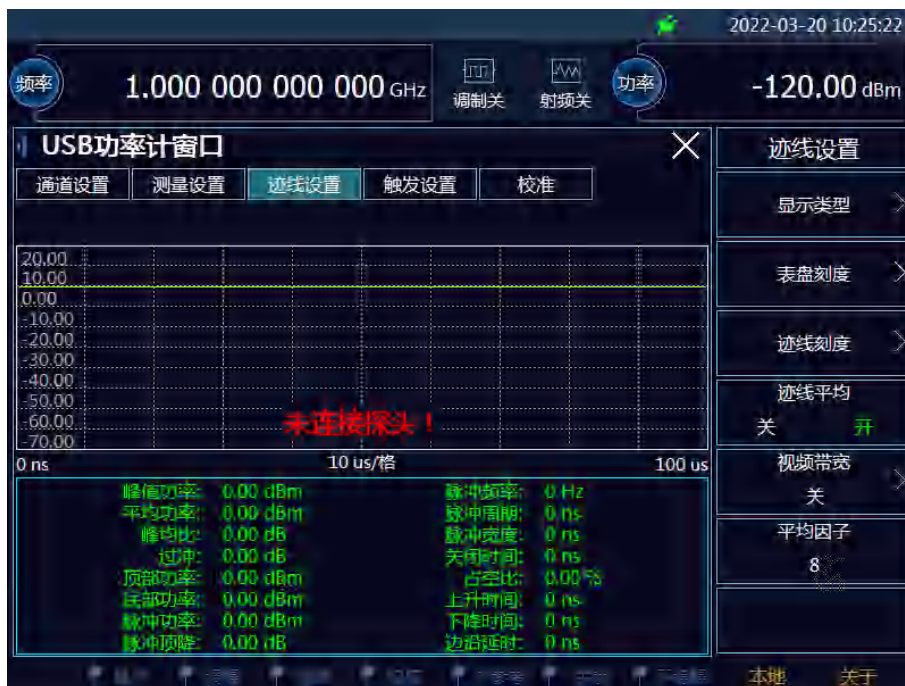 2022-03-20 10:25:22
频率 1.000 000 000 000 GHz 调制关 射频关 功率 -120.00 dBm
USB功率计窗口
迹线设置
通道设置 测量设置 迹线设置 触发设置 校准
显示类型
表盘刻度
迹线刻度
迹线平均
关 开
视频带宽
关
平均因子
8
20.00
10.00
0.00
-10.00
-20.00
-30.00
-40.00
-50.00
-60.00
-70.00
未连接探头！
0 ns 10 us/格 100 us
峰值功率: 0.00 dBm 脉冲频率: 0 Hz
平均功率: 0.00 dBm 脉冲周期: 0 ns
峰均比: 0.00 dB 脉冲宽度: 0 ns
过冲: 0.00 dB 关闭时间: 0 ns
顶部功率: 0.00 dBm 占空比: 0.00 %
底部功率: 0.00 dBm 上升时间: 0 ns
脉冲功率: 0.00 dBm 下降时间: 0 ns
脉冲顶降: 0.00 dB 边沿延时: 0 ns
本地 关于